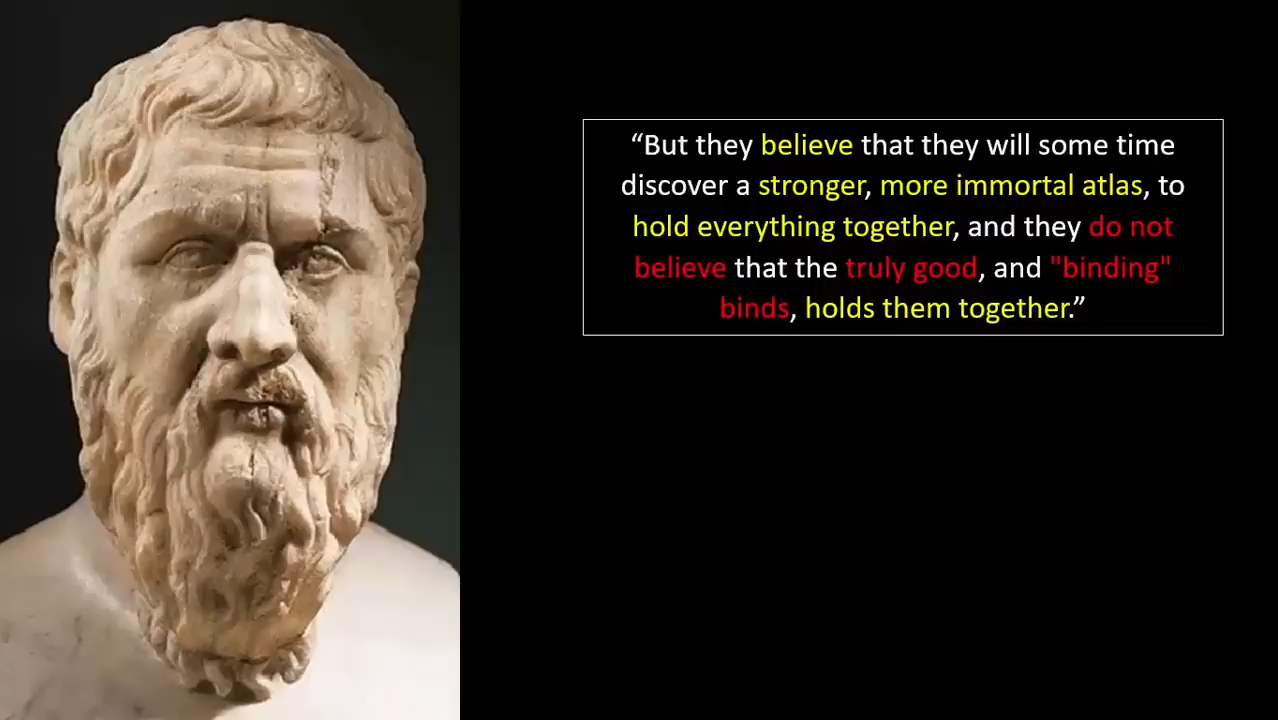 “But they believe that they will some time
discover a stronger, more immortal atlas, to
hold everything together, and they do not
believe that the truly good, and "binding"
binds, holds them together.”